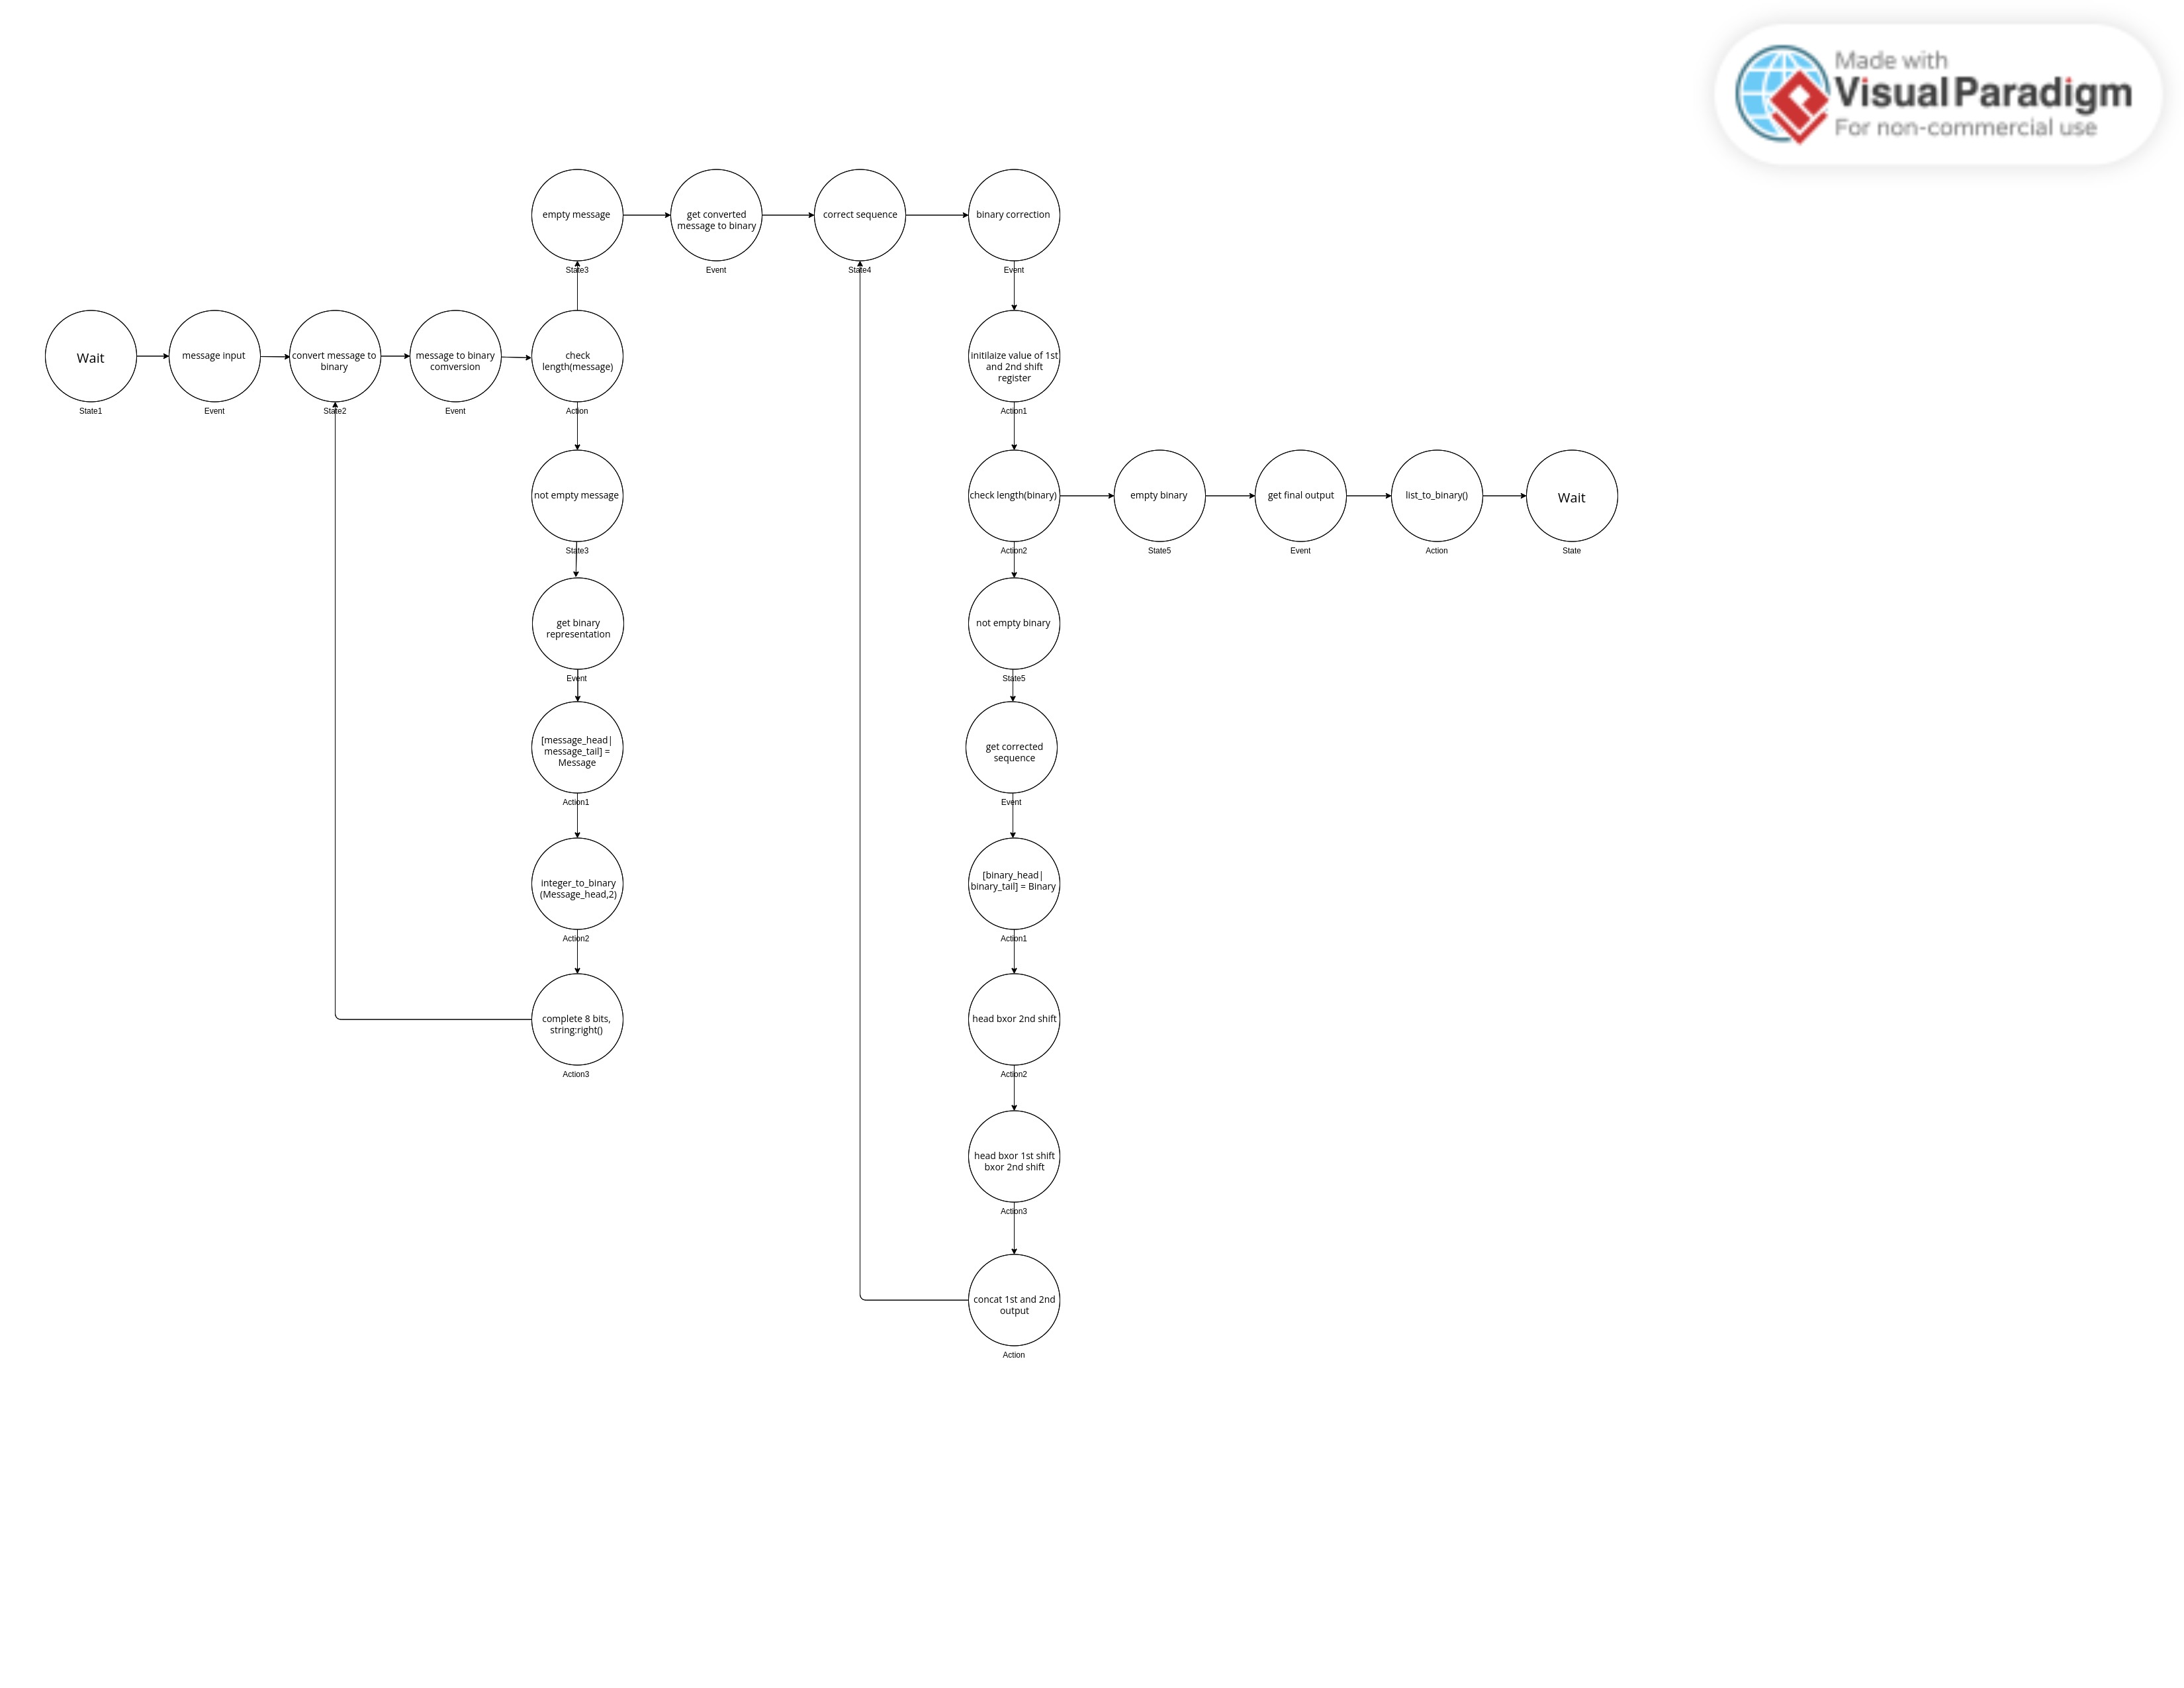 Made with
Visual Paradigm
For non-commercial use
empty message
State3
get converted
message to binary
Event
correct sequence
State4
binary correction
Event
Wait
State1
message input
Event
convert message to
binary
State2
message to binary
comversion
Event
check
length(message)
Action
initilaize value of 1st
and 2nd shift
register
Action1
not empty message
State3
check length(binary)
Action2
empty binary
State5
get final output
Event
list_to_binary()
Action
Wait
State
get binary
representation
Event
not empty binary
State5
[message_head|
message_tail] =
Message
Action1
get corrected
sequence
Event
integer_to_binary
(Message_head,2)
Action2
[binary_head|
binary_tail] = Binary
Action1
complete 8 bits,
string:right()
Action3
head bxor 2nd shift
Action2
head bxor 1st shift
bxor 2nd shift
Action3
concat 1st and 2nd
output
Action